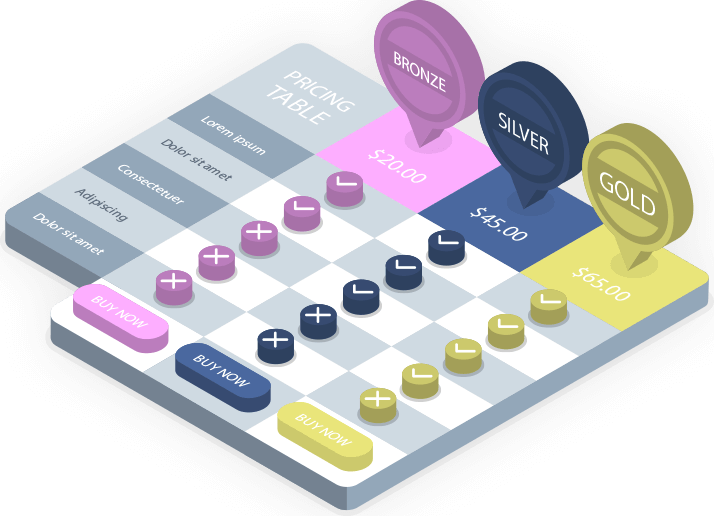 PRICING
TABLE
BRONZE
SILVER
GOLD
$20.00
$45.00
$65.00
Lorem ipsum
Dolor sit amet
Consectetuer
Adipiscing
Dolor sit amet
BUY NOW
BUY NOW
BUY NOW